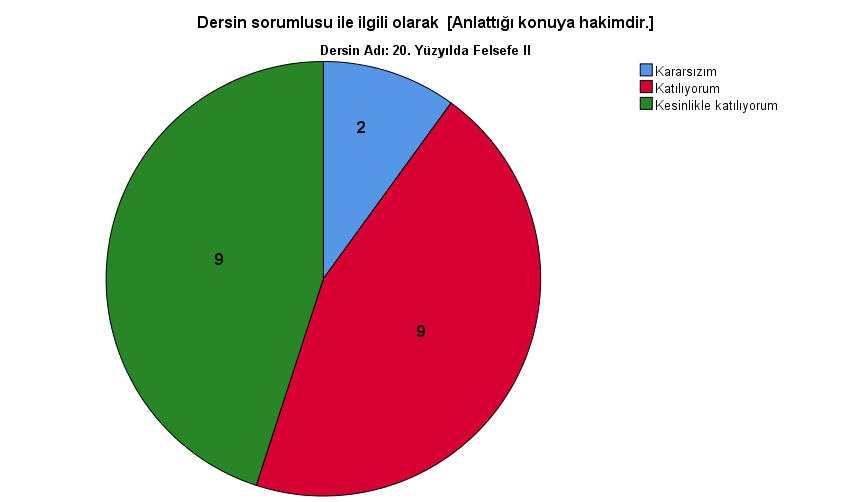 Dersin sorumlusu ile ilgili olarak [Anlattığı konuya hakimdir.]
Dersin Adı: 20. Yüzyılda Felsefe II
Kararsızım
Katılıyorum
Kesinlikle katılıyorum
2
9
9